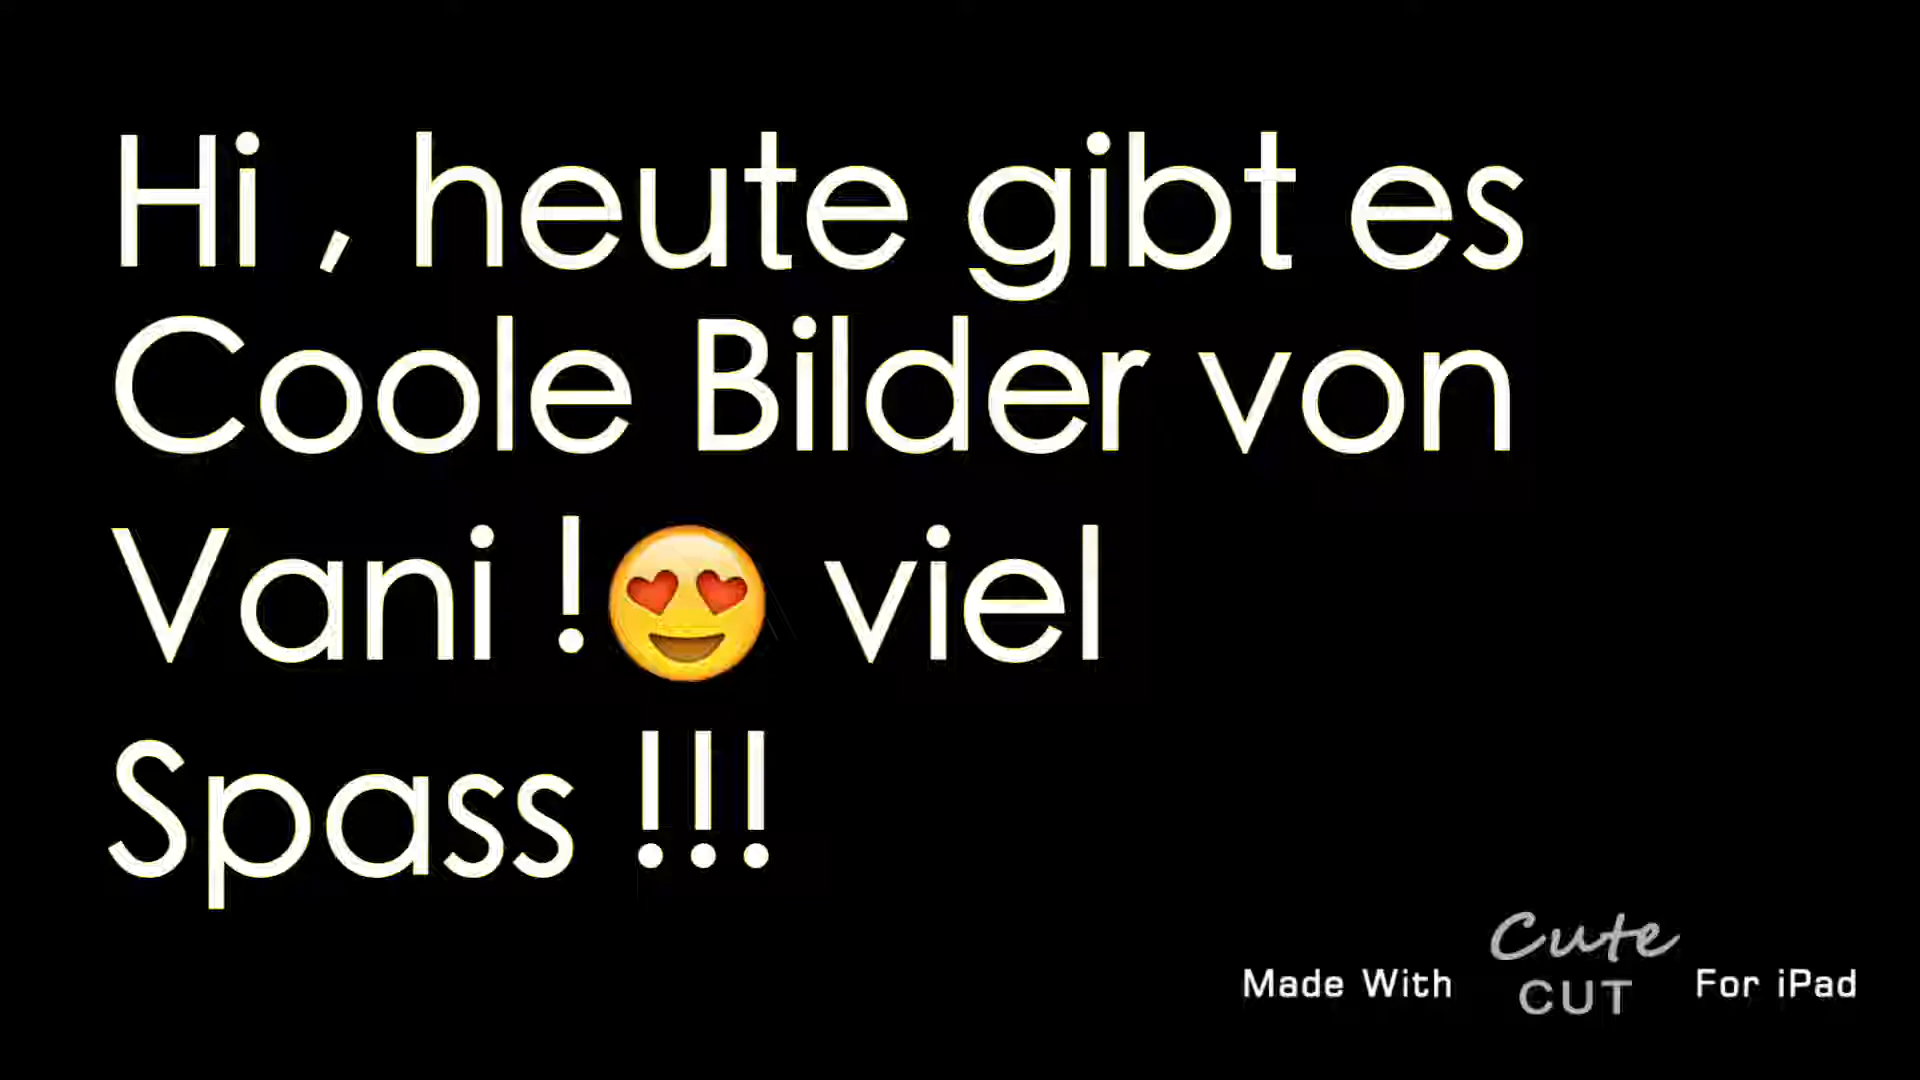 Hi , heute gibt es
Coole Bilder von
Vani !😍 viel
Spass !!!
Made With Cute CUT For iPad